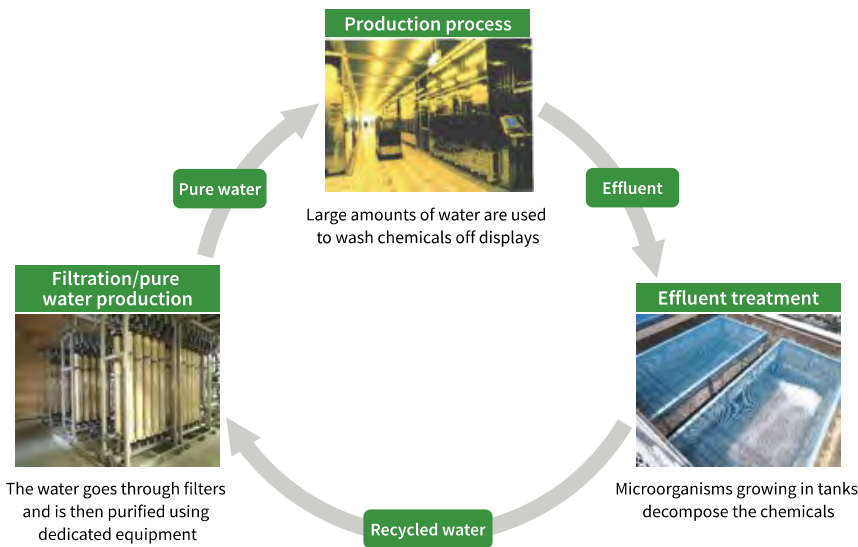 Production process
Large amounts of water are used
to wash chemicals off displays
Effluent
Effluent treatment
Microorganisms growing in tanks
decompose the chemicals
Recycled water
Filtration/pure
water production
The water goes through filters
and is then purified using
dedicated equipment
Pure water